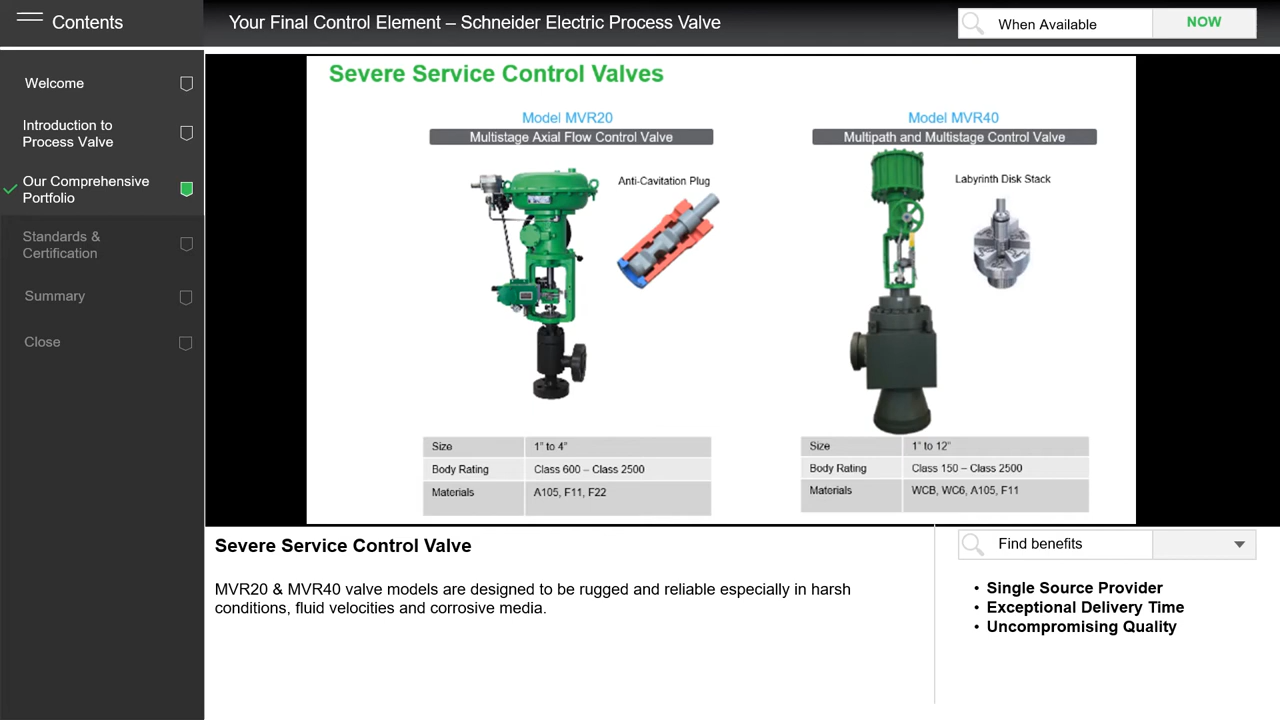 Contents
Your Final Control Element – Schneider Electric Process Valve
When Available
NOW
Welcome
Introduction to
Process Valve
Our Comprehensive
Portfolio
Standards &
Certification
Summary
Close
Severe Service Control Valves
Model MVR20
Multistage Axial Flow Control Valve
Anti-Cavitation Plug
Size 1” to 4”
Body Rating Class 600 – Class 2500
Materials A105, F11, F22
Model MVR40
Multipath and Multistage Control Valve
Labyrinth Disk Stack
Size 1” to 12”
Body Rating Class 150 – Class 2500
Materials WCB, WC6, A105, F11
Severe Service Control Valve
MVR20 & MVR40 valve models are designed to be rugged and reliable especially in harsh
conditions, fluid velocities and corrosive media.
Find benefits
• Single Source Provider
• Exceptional Delivery Time
• Uncompromising Quality